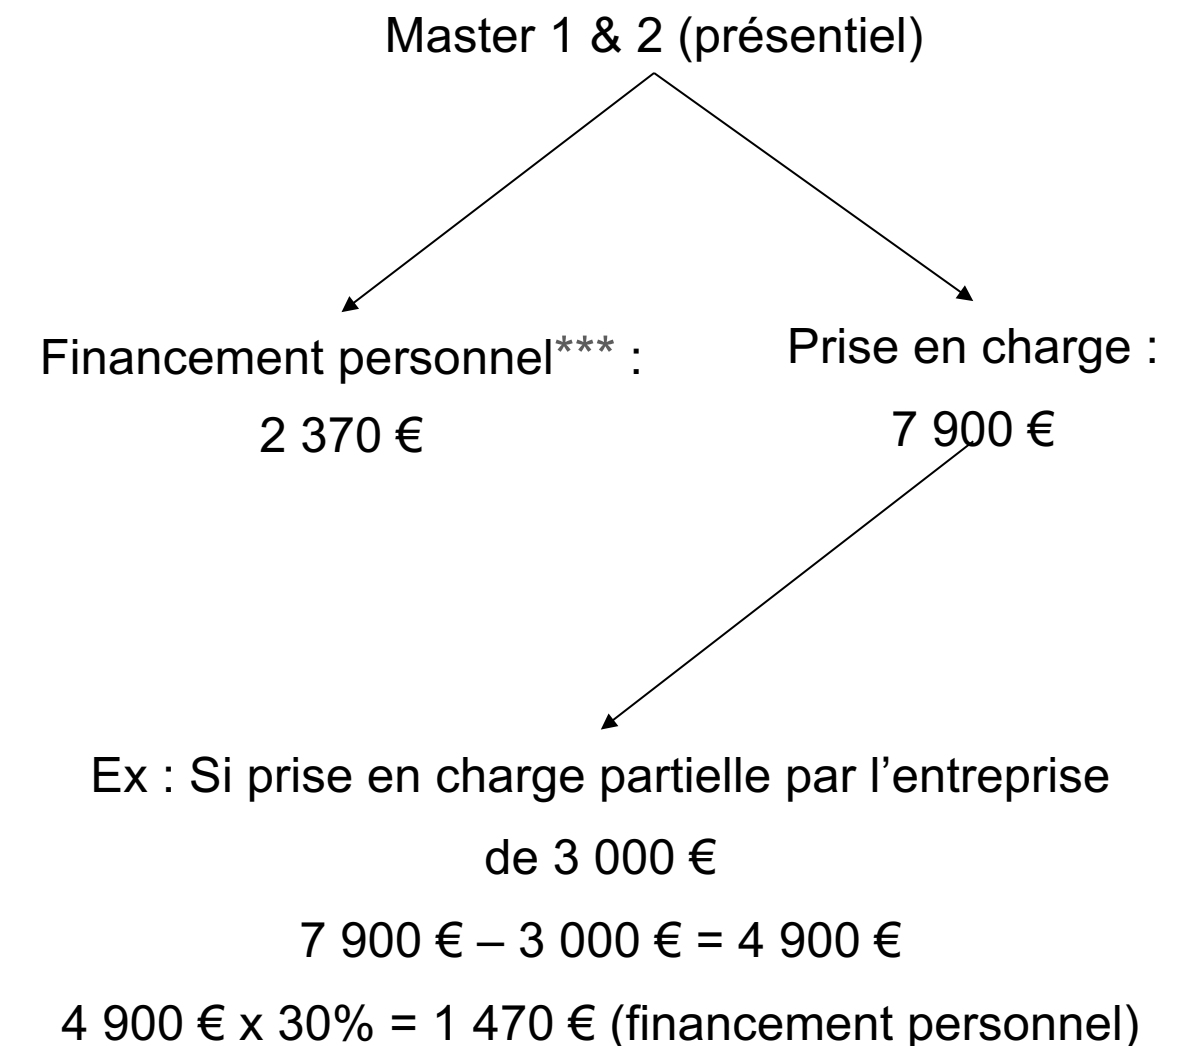 Master 1 & 2 (présentiel)
Financement personnel*** :
2 370 €
Prise en charge :
7 900 €
Ex : Si prise en charge partielle par l’entreprise
de 3 000 €
7 900 € – 3 000 € = 4 900 €
4 900 € x 30% = 1 470 € (financement personnel)